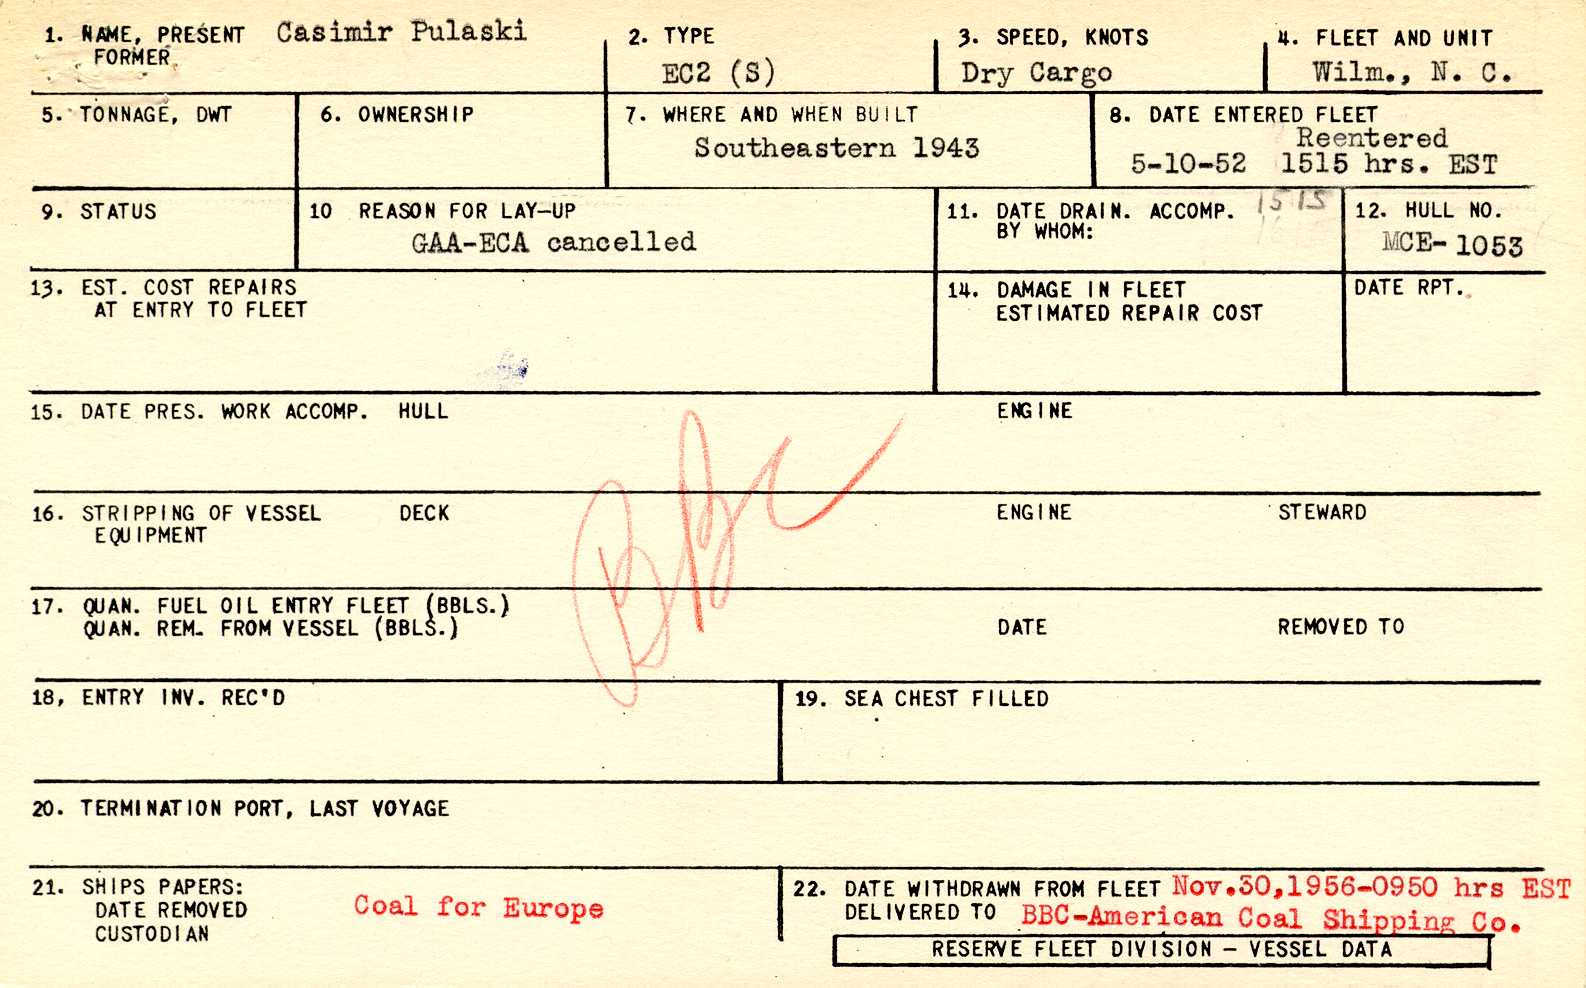 1. NAME, PRESENT Casimir Pulaski
FORMER
2. TYPE
EC2 (S)
3. SPEED, KNOTS
Dry Cargo
4. FLEET AND UNIT
Wilm., N. C.
5. TONNAGE, DWT
6. OWNERSHIP
7. WHERE AND WHEN BUILT
Southeastern 1943
8. DATE ENTERED FLEET
Reentered
5-10-52 1515 hrs. EST
9. STATUS
10 REASON FOR LAY-UP
GAA-ECA cancelled
11. DATE DRAIN. ACCOMP.
BY WHOM:
1515
12. HULL NO.
MCE-1053
13. EST. COST REPAIRS
AT ENTRY TO FLEET
14. DAMAGE IN FLEET
ESTIMATED REPAIR COST
DATE RPT.
15. DATE PRES. WORK ACCOMP. HULL ENGINE
BBC
16. STRIPPING OF VESSEL DECK ENGINE STEWARD
EQUIPMENT
17. QUAN. FUEL OIL ENTRY FLEET (BBLS.)
QUAN. REM. FROM VESSEL (BBLS.) DATE REMOVED TO
18, ENTRY INV. REC'D
19. SEA CHEST FILLED
20. TERMINATION PORT, LAST VOYAGE
21. SHIPS PAPERS:
DATE REMOVED Coal for Europe
CUSTODIAN
22. DATE WITHDRAWN FROM FLEET Nov.30,1956-0950 hrs EST
DELIVERED TO BBC-American Coal Shipping Co.
RESERVE FLEET DIVISION - VESSEL DATA